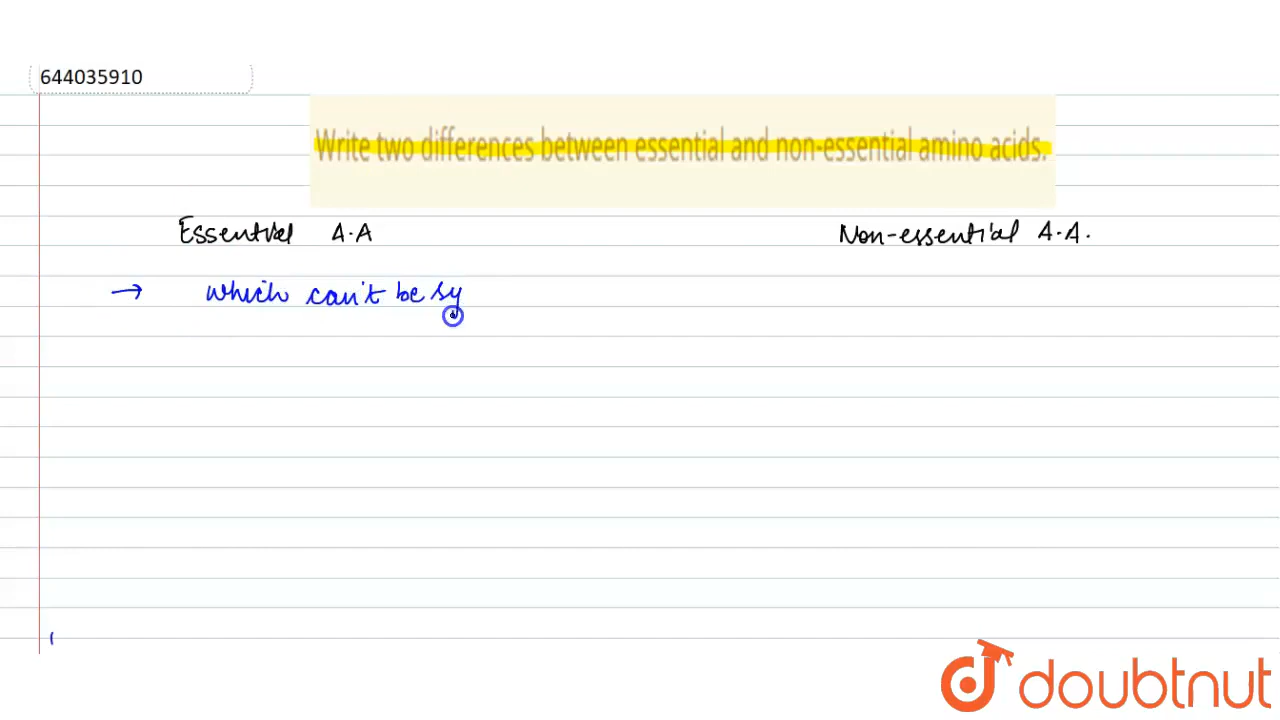 644035910
Write two differences between essential and non-essential amino acids.
Essential A.A Non-essential A.A.
→ which can't be sy
doubtnut